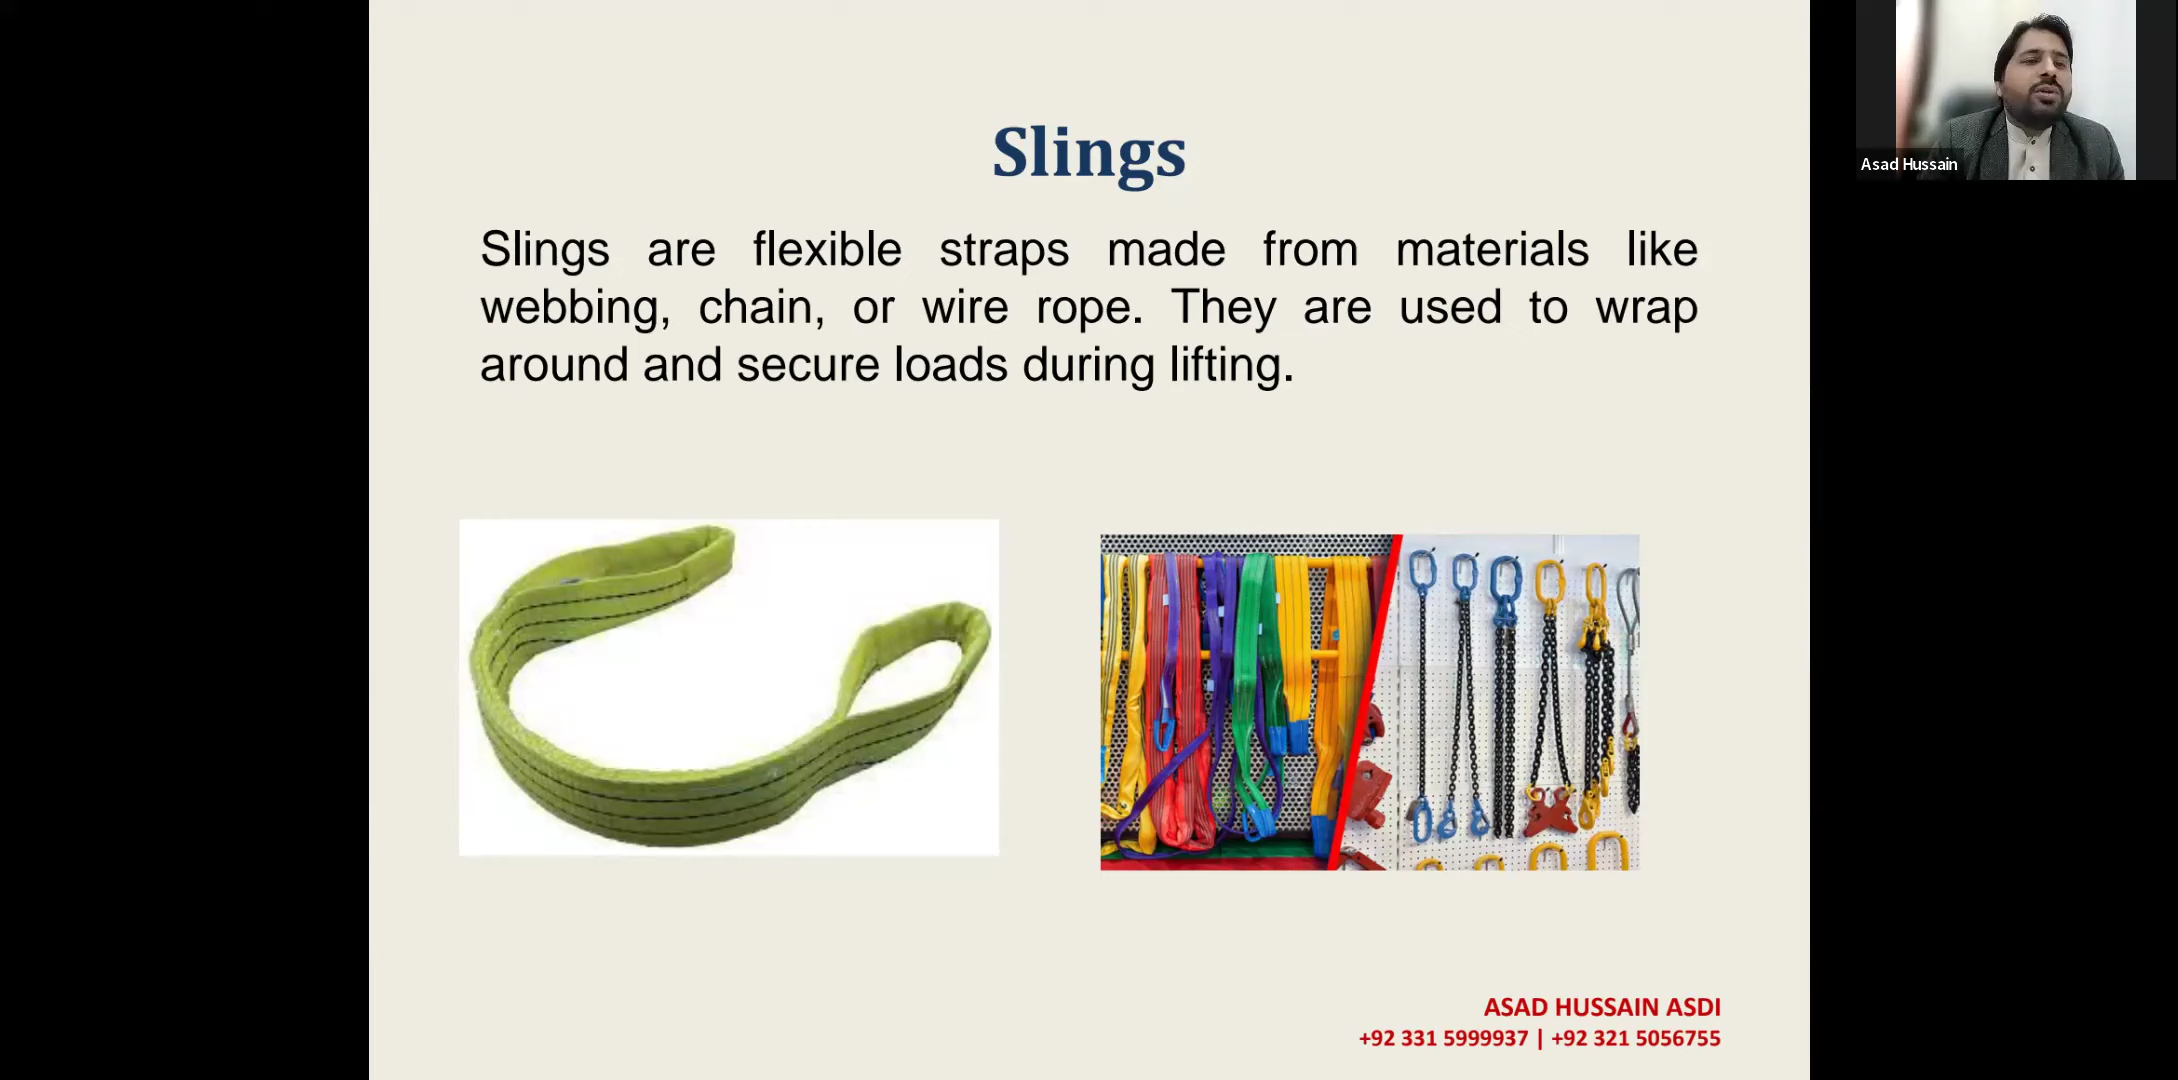 Slings
Slings are flexible straps made from materials like
webbing, chain, or wire rope. They are used to wrap
around and secure loads during lifting.
Asad Hussain
ASAD HUSSAIN ASDI
+92 331 5999937 | +92 321 5056755